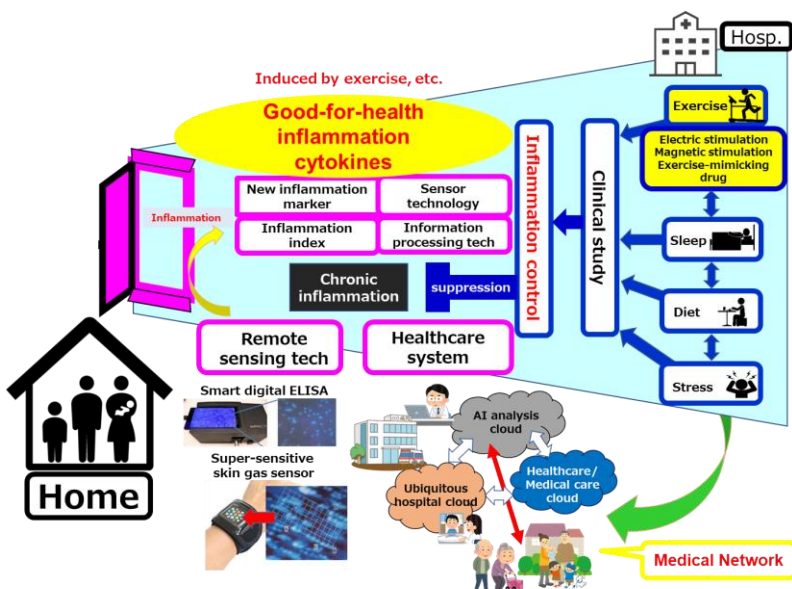 Hosp.
Induced by exercise, etc.
Good-for-health
inflammation
cytokines
Exercise
Electric stimulation
Magnetic stimulation
Exercise-mimicking
drug
Inflammation
New inflammation
marker
Sensor
technology
Inflammation
index
Information
processing tech
Inflammation control
Clinical study
Sleep
Chronic
inflammation
suppression
Diet
Remote
sensing tech
Healthcare
system
Stress
Smart digital ELISA
AI analysis
cloud
Super-sensitive
skin gas sensor
Ubiquitous
hospital cloud
Healthcare/
Medical care
cloud
Home
Medical Network